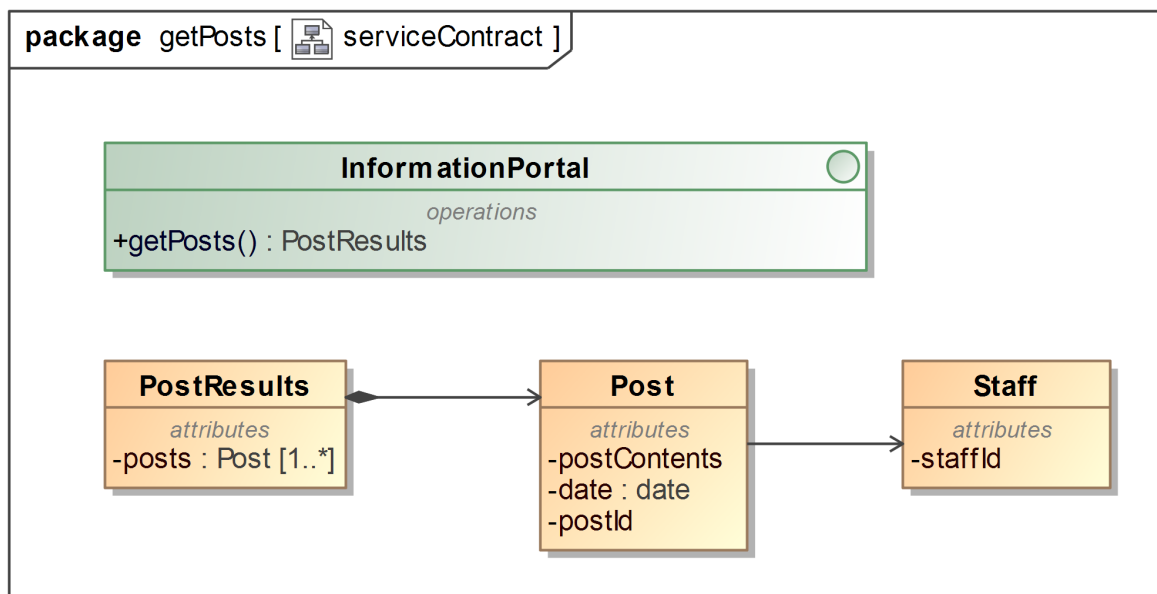 package getPosts [ serviceContract ]
InformationPortal
operations
+getPosts() : PostResults
PostResults
attributes
-posts : Post [1..*]
Post
attributes
-postContents
-date : date
-postId
Staff
attributes
-staffId